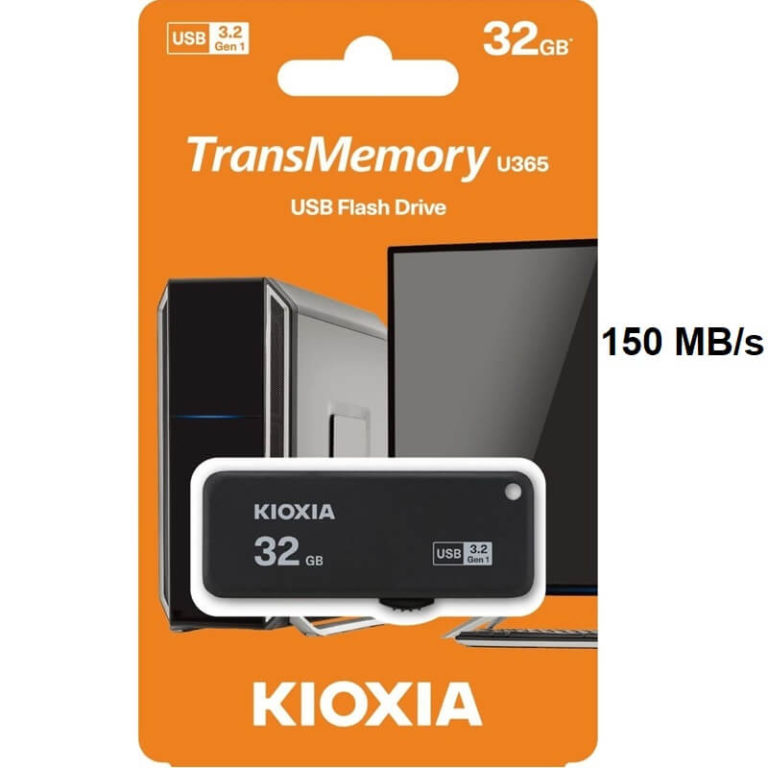 USB 3.2 Gen 1
32GB*
TransMemory U365
USB Flash Drive
150 MB/s
KIOXIA
32 GB
USB 3.2 Gen 1
KIOXIA